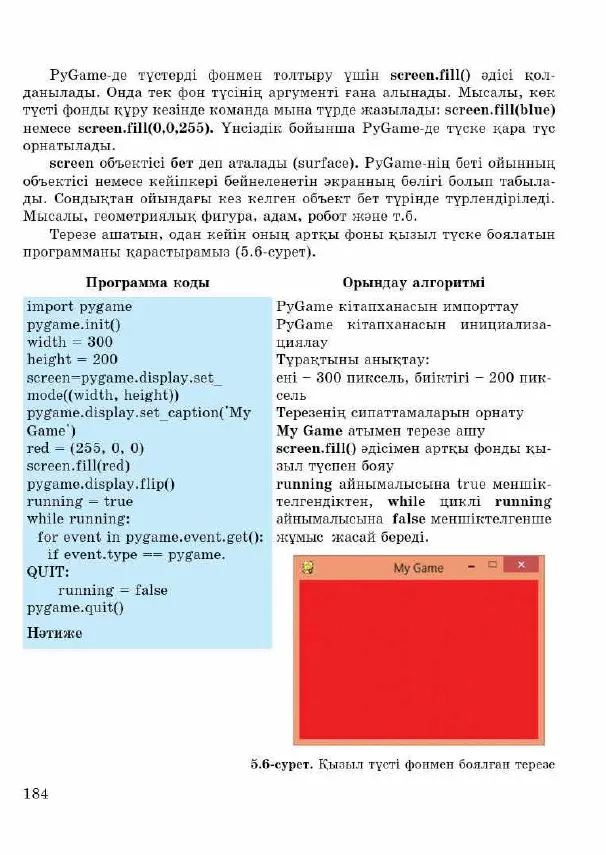 PyGame-де түстерді фонмен толтыру үшін screen.fill() әдісі қол-
данылады. Онда тек фон түсінің аргументі ғана алынады. Мысалы, көк
түсті фонды құру кезінде команда мына түрде жазылады: screen.fill(blue)
немесе screen.fill(0,0,255). Үнсіздік бойынша PyGame-де түске қара түс
орнатылады.
screen объектісі бет деп аталады (surface). PyGame-нің беті ойынның
объектісі немесе кейіпкері бейнеленетін экранның бөлігі болып табыла-
ды. Сондықтан ойындағы кез келген объект бет түрінде түрлендіріледі.
Мысалы, геометриялық фигура, адам, робот және т.б.
Терезе ашатын, одан кейін оның артқы фоны қызыл түске боялатын
программаны қарастырамыз (5.6-сурет).
Программа коды
import pygame
pygame.init()
width = 300
height = 200
screen=pygame.display.set_
mode((width, height))
pygame.display.set_caption('My
Game')
red = (255, 0, 0)
screen.fill(red)
pygame.display.flip()
running = true
while running:
for event in pygame.event.get():
if event.type == pygame.
QUIT:
running = false
pygame.quit()
Нәтиже
Орындау алгоритмі
PyGame кітапханасын импорттау
PyGame кітапханасын инициализа-
циялау
Тұрақтыны анықтау:
ені – 300 пиксель, биіктігі – 200 пик-
сель
Терезенің сипаттамаларын орнату
My Game атымен терезе ашу
screen.fill() әдісімен артқы фонды қы-
зыл түспен бояу
running айнымалысына true меншік-
телгендіктен, while циклі running
айнымалысына false меншіктелгенше
жұмыс жасай береді.
My Game
5.6-сурет. Қызыл түсті фонмен боялған терезе
184